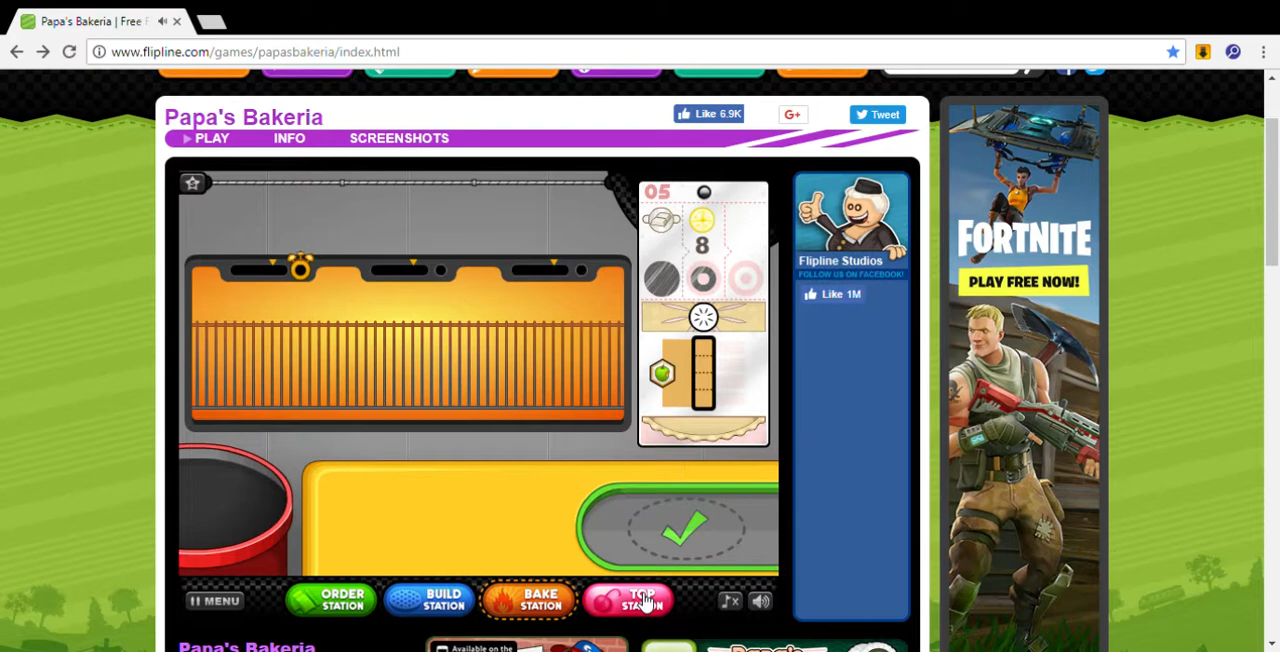 Papa's Bakeria | Free F
www.flipline.com/games/papasbakeria/index.html
Papa's Bakeria
Like 6.9K
G+
Tweet
PLAY
INFO
SCREENSHOTS
05
8
Flipline Studios
FOLLOW US ON FACEBOOK!
Like 1M
FORTNITE
PLAY FREE NOW!
MENU
ORDER STATION
BUILD STATION
BAKE STATION
TOP STATION
Papa's Bakeria
Available on the